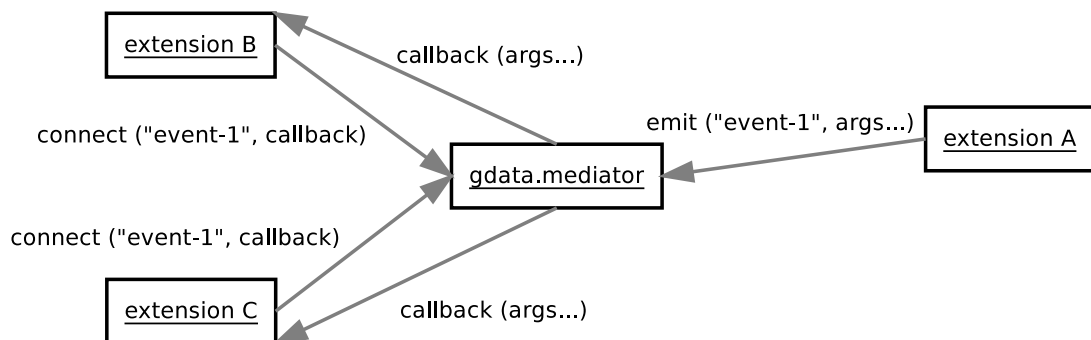 extension B
callback (args...)
emit ("event-1", args...)
extension A
connect ("event-1", callback)
gdata.mediator
connect ("event-1", callback)
extension C
callback (args...)